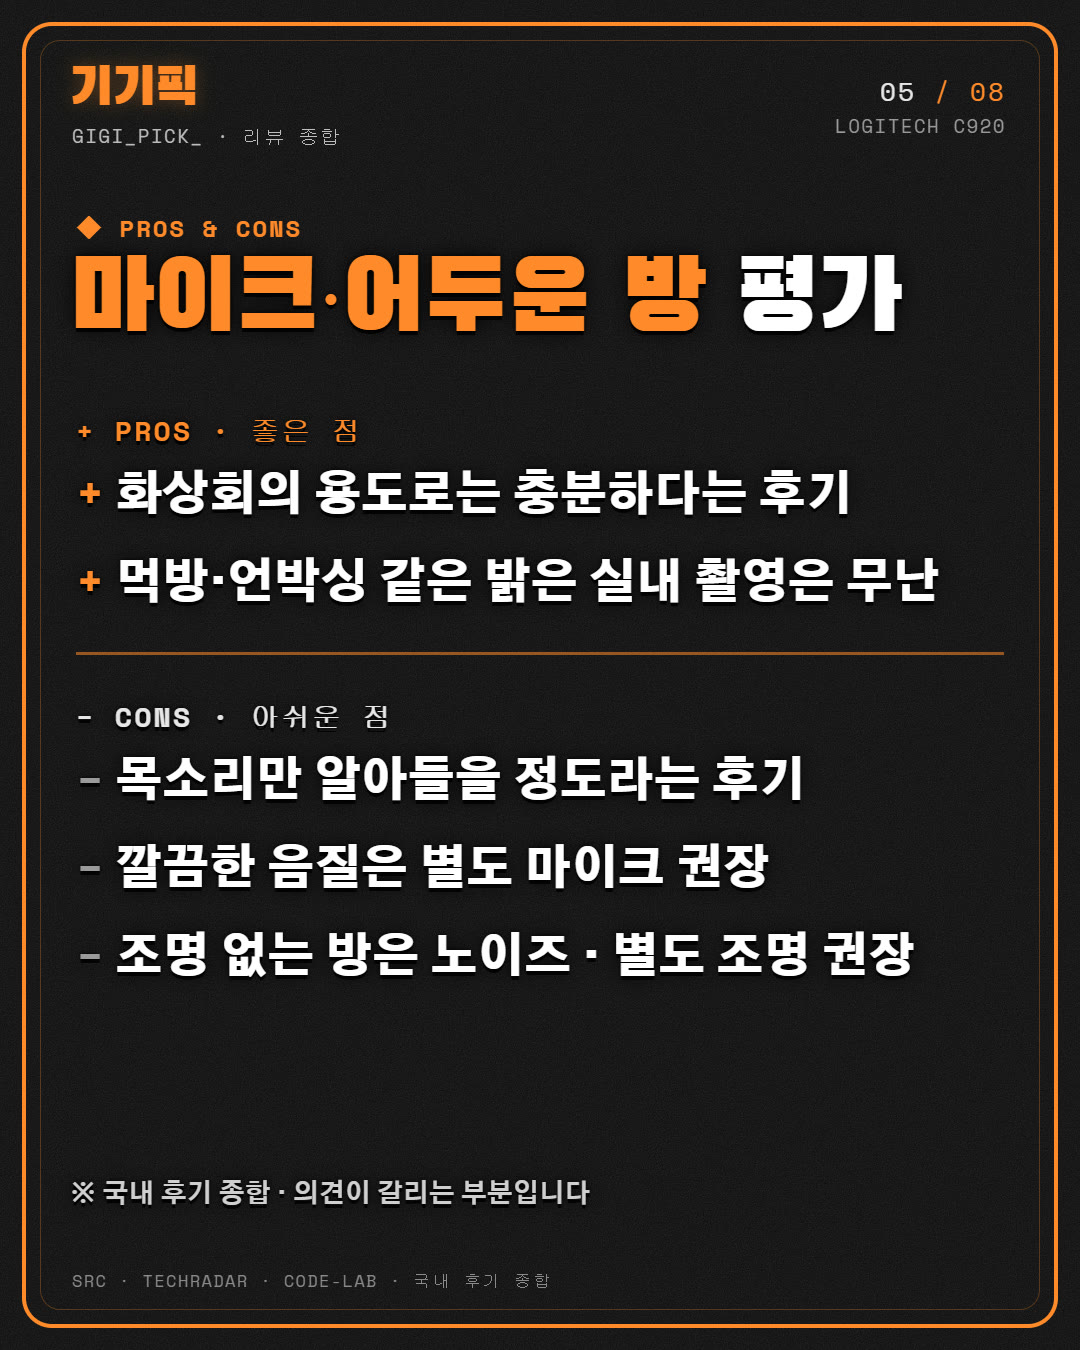 기기픽
GIGI_PICK_ · 리뷰 종합
05 / 08
LOGITECH C920
◆ PROS & CONS
마이크·어두운 방 평가
+ PROS · 좋은 점
+ 화상회의 용도로는 충분하다는 후기
+ 먹방·언박싱 같은 밝은 실내 촬영은 무난
- CONS · 아쉬운 점
- 목소리만 알아들을 정도라는 후기
- 깔끔한 음질은 별도 마이크 권장
- 조명 없는 방은 노이즈 · 별도 조명 권장
※ 국내 후기 종합 · 의견이 갈리는 부분입니다
SRC · TECHRADAR · CODE-LAB · 국내 후기 종합